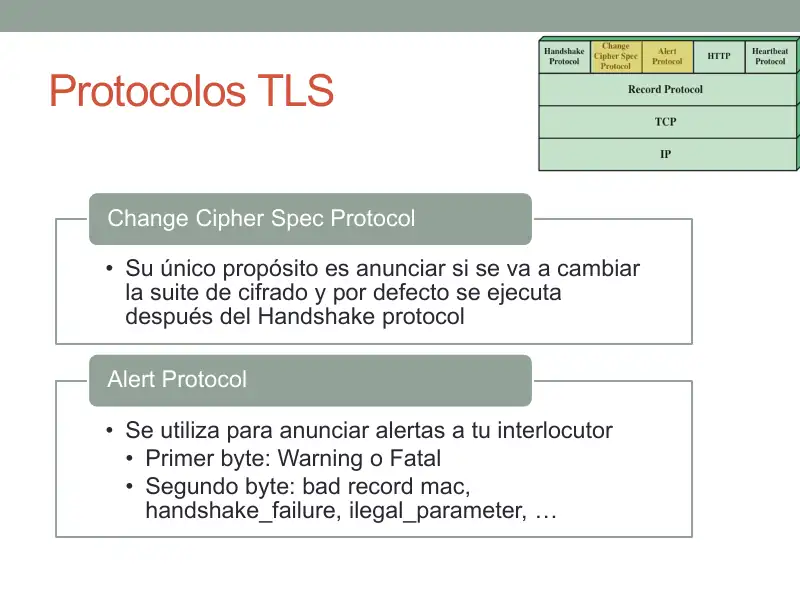 Handshake
Protocol
Change
Cipher Spec
Protocol
Alert
Protocol
HTTP
Heartbeat
Protocol
Record Protocol
TCP
IP
Protocolos TLS
Change Cipher Spec Protocol
• Su único propósito es anunciar si se va a cambiar
la suite de cifrado y por defecto se ejecuta
después del Handshake protocol
Alert Protocol
• Se utiliza para anunciar alertas a tu interlocutor
• Primer byte: Warning o Fatal
• Segundo byte: bad record mac,
handshake_failure, ilegal_parameter, …